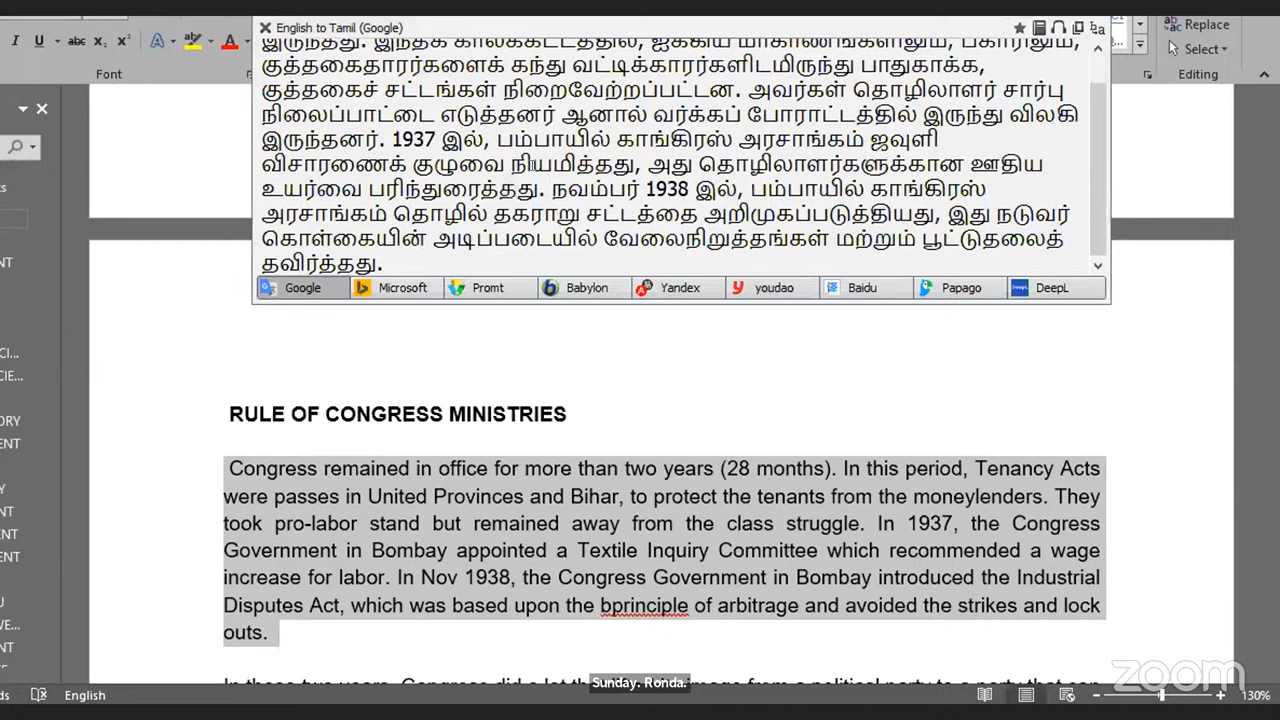 English to Tamil (Google)
Replace
Select
Font
Editing
குத்தகைதாரர்களைக் கந்து வட்டிக்காரர்களிடமிருந்து பாதுகாக்க,
குத்தகைச் சட்டங்கள் நிறைவேற்றப்பட்டன. அவர்கள் தொழிலாளர் சார்பு
நிலைப்பாட்டை எடுத்தனர் ஆனால் வர்க்கப் போராட்டத்தில் இருந்து விலகி
இருந்தனர். 1937 இல், பம்பாயில் காங்கிரஸ் அரசாங்கம் ஜவுளி
விசாரணைக் குழுவை நியமித்தது, அது தொழிலாளர்களுக்கான ஊதிய
உயர்வை பரிந்துரைத்தது. நவம்பர் 1938 இல், பம்பாயில் காங்கிரஸ்
அரசாங்கம் தொழில் தகராறு சட்டத்தை அறிமுகப்படுத்தியது, இது நடுவர்
கொள்கையின் அடிப்படையில் வேலைநிறுத்தங்கள் மற்றும் பூட்டுதலைத்
தவிர்த்தது.
Google Microsoft Promt Babylon Yandex youdao Baidu Papago DeepL
RULE OF CONGRESS MINISTRIES
Congress remained in office for more than two years (28 months). In this period, Tenancy Acts
were passes in United Provinces and Bihar, to protect the tenants from the moneylenders. They
took pro-labor stand but remained away from the class struggle. In 1937, the Congress
Government in Bombay appointed a Textile Inquiry Committee which recommended a wage
increase for labor. In Nov 1938, the Congress Government in Bombay introduced the Industrial
Disputes Act, which was based upon the bprinciple of arbitrage and avoided the strikes and lock
outs.
Sunday. Ronda.
zoom
English
130%